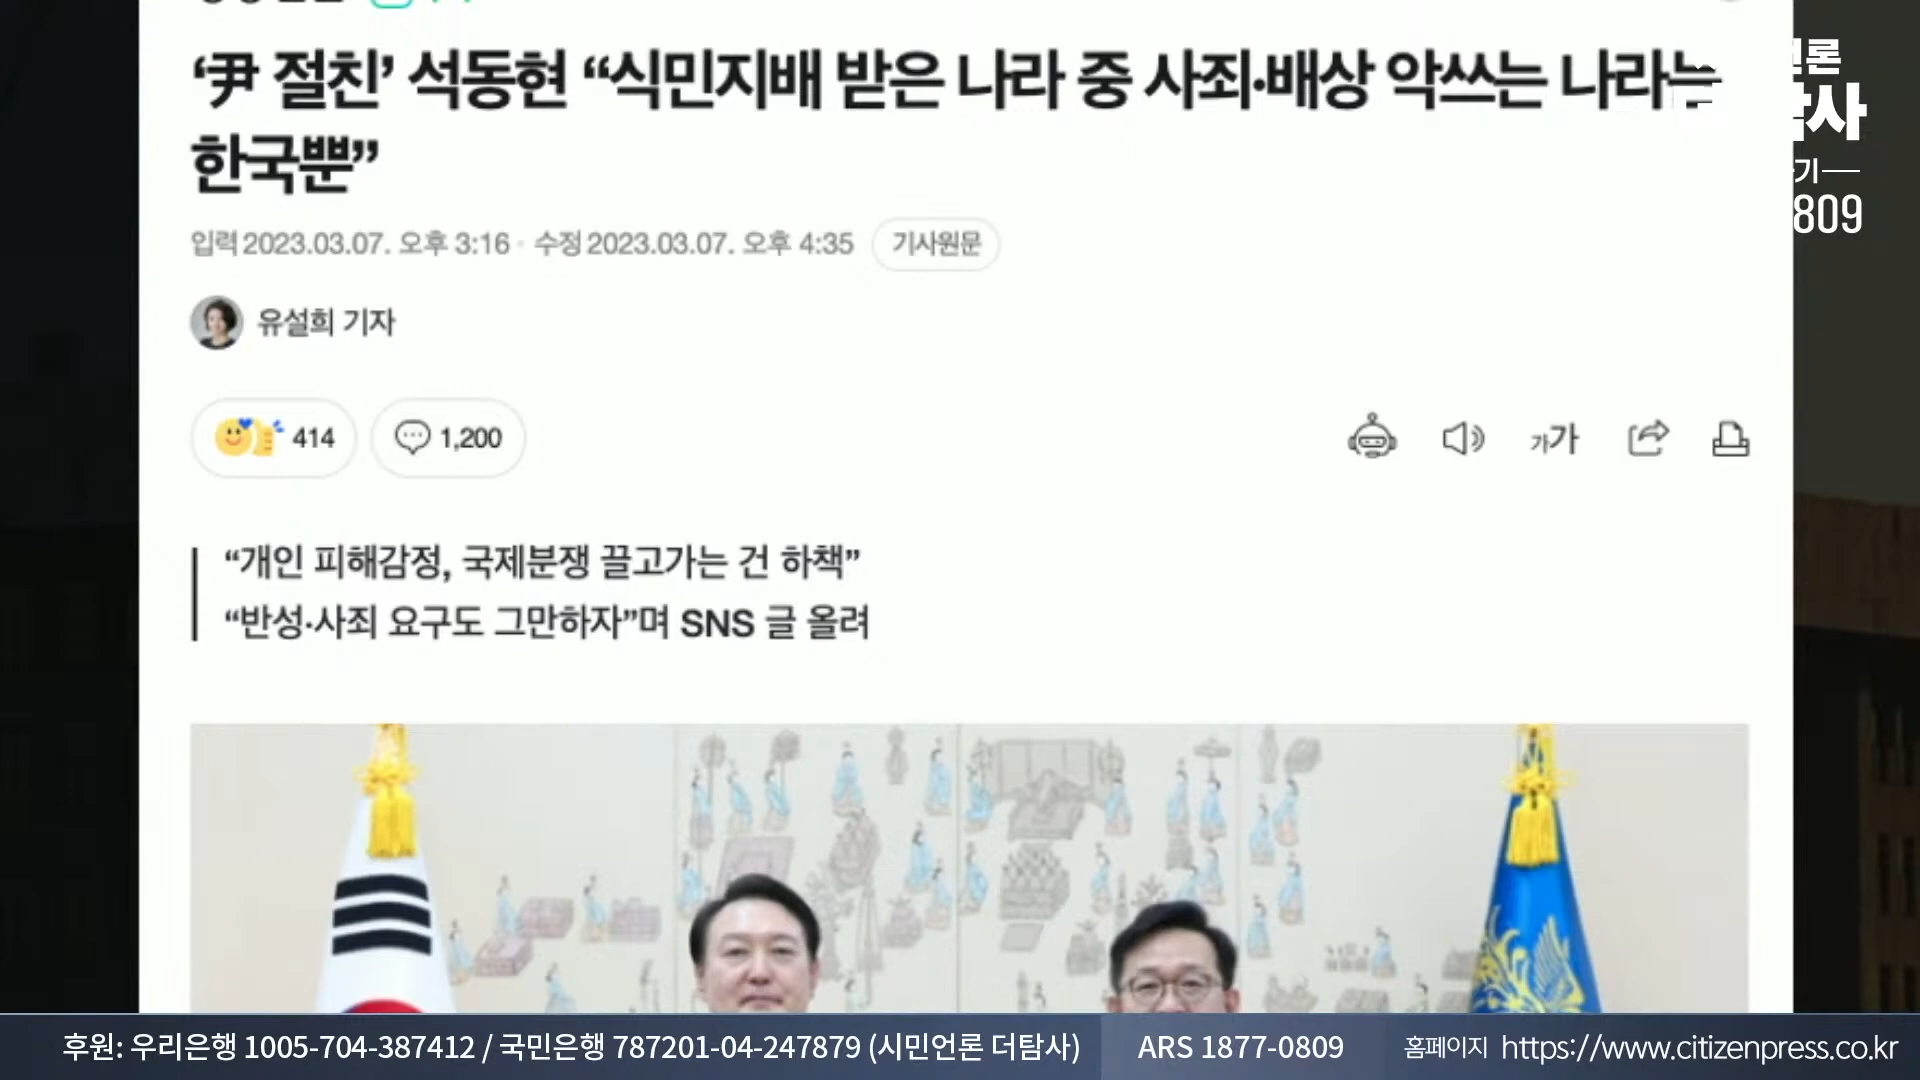 ‘尹 절친’ 석동현 “식민지배 받은 나라 중 사죄·배상 악쓰는 나라는
한국뿐”
입력 2023.03.07. 오후 3:16 · 수정 2023.03.07. 오후 4:35 기사원문
유설희 기자
414 1,200
가가
“개인 피해감정, 국제분쟁 끌고가는 건 하책”
“반성·사죄 요구도 그만하자”며 SNS 글 올려
론
사
기
809
후원: 우리은행 1005-704-387412 / 국민은행 787201-04-247879 (시민언론 더탐사) ARS 1877-0809 홈페이지 https://www.citizenpress.co.kr